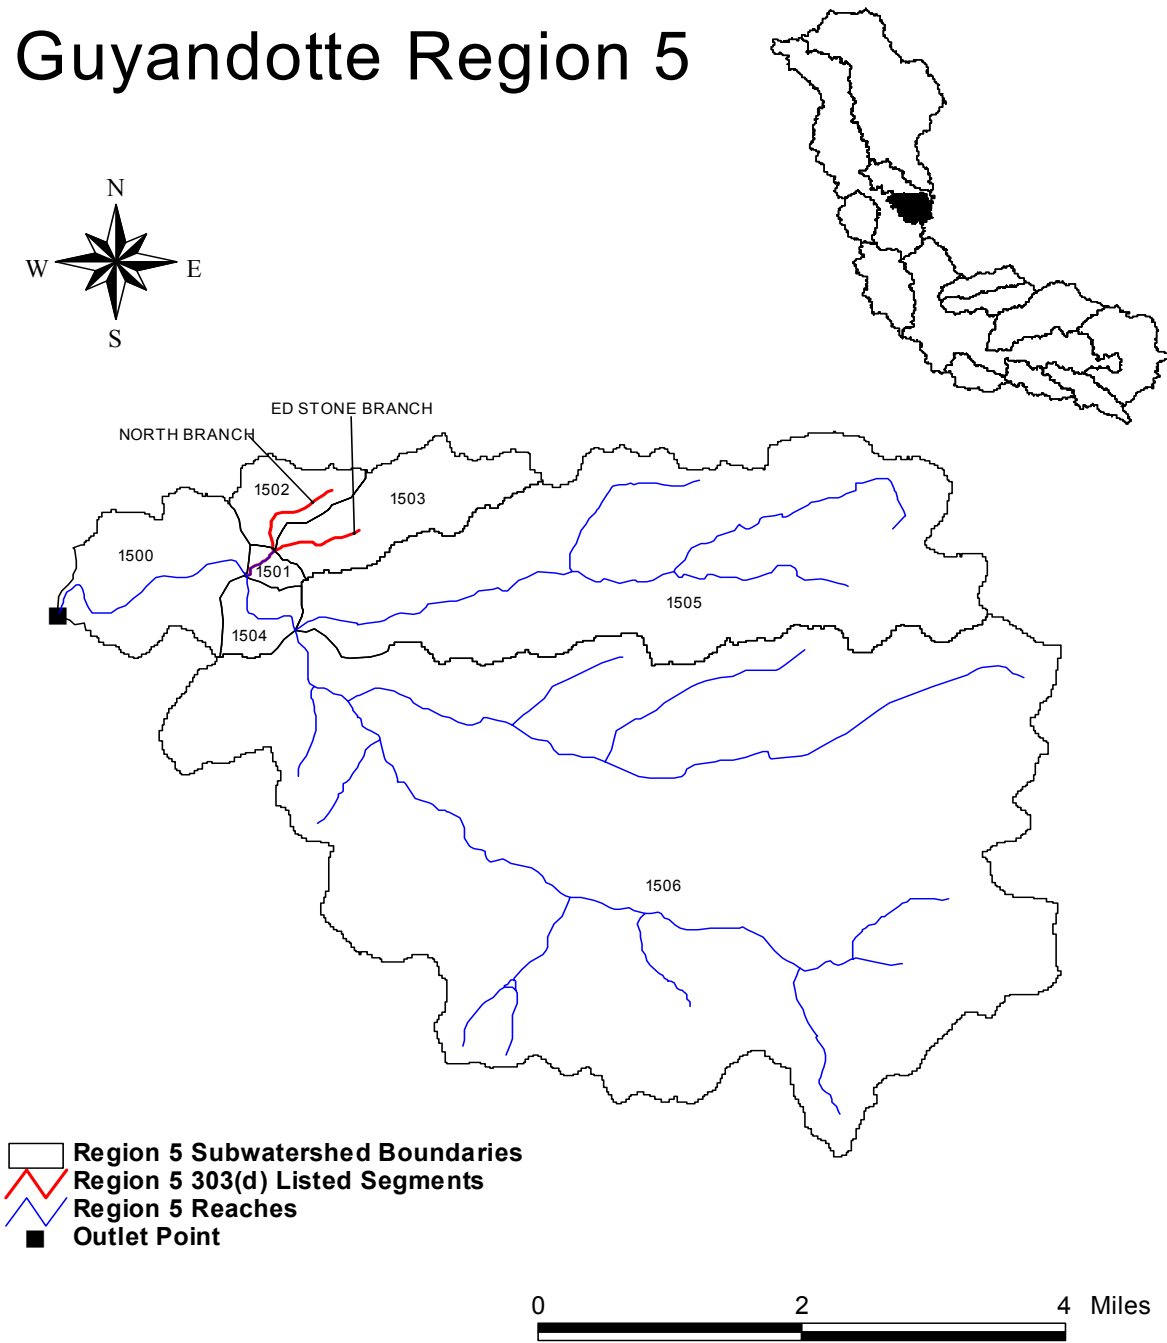 Guyandotte Region 5
N
W E
S
ED STONE BRANCH
NORTH BRANCH
1502
1503
1500
1501
1505
1504
1506
Region 5 Subwatershed Boundaries
Region 5 303(d) Listed Segments
Region 5 Reaches
Outlet Point
0 2 4 Miles